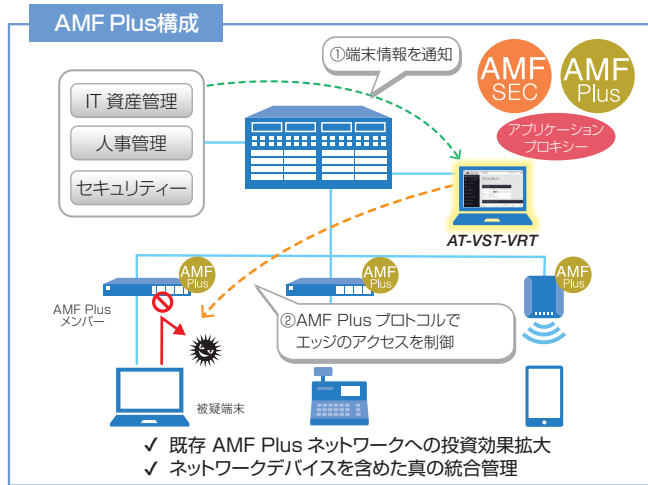 AMF Plus構成
①端末情報を通知
AMF
SEC
AMF
Plus
アプリケーション
プロキシー
IT 資産管理
人事管理
セキュリティー
AT-VST-VRT
AMF
Plus
AMF
Plus
AMF
Plus
AMF Plus
メンバー
②AMF Plus プロトコルで
エッジのアクセスを制御
被疑端末
✓ 既存 AMF Plus ネットワークへの投資効果拡大
✓ ネットワークデバイスを含めた真の統合管理